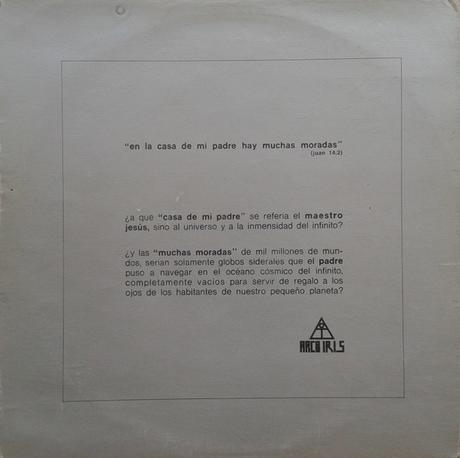 "en la casa de mi padre hay muchas moradas"
(juan 14,2)
¿a que "casa de mi padre" se referia el maestro
jesús, sino al universo y a la inmensidad del infinito?
¿y las "muchas moradas" de mil millones de mun-
dos, serian solamente globos siderales que el padre
puso a navegar en el océano cósmico del infinito,
completamente vacios para servir de regalo a los
ojos de los habitantes de nuestro pequeño planeta?
ARCO IRIS